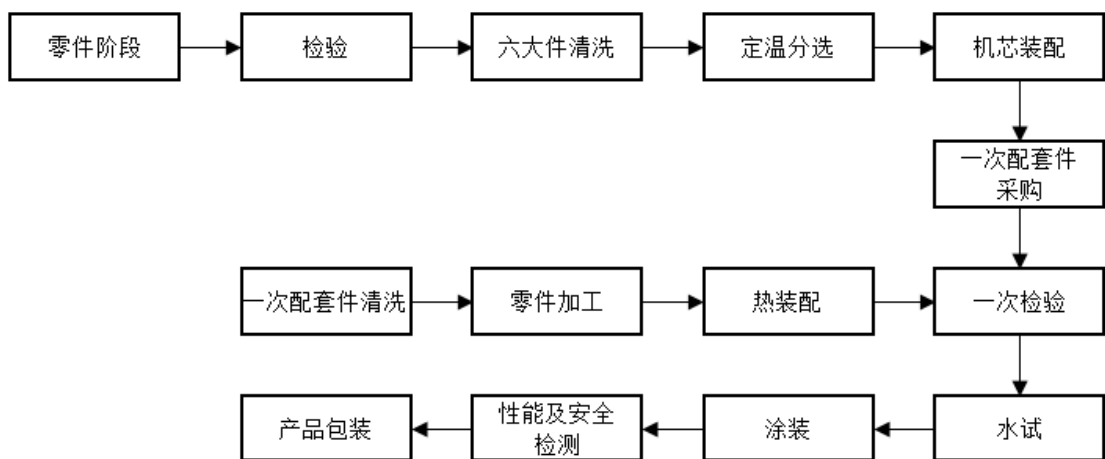 零件阶段
检验
六大件清洗
定温分选
机芯装配
一次配套件
采购
一次配套件清洗
零件加工
热装配
一次检验
产品包装
性能及安全
检测
涂装
水试